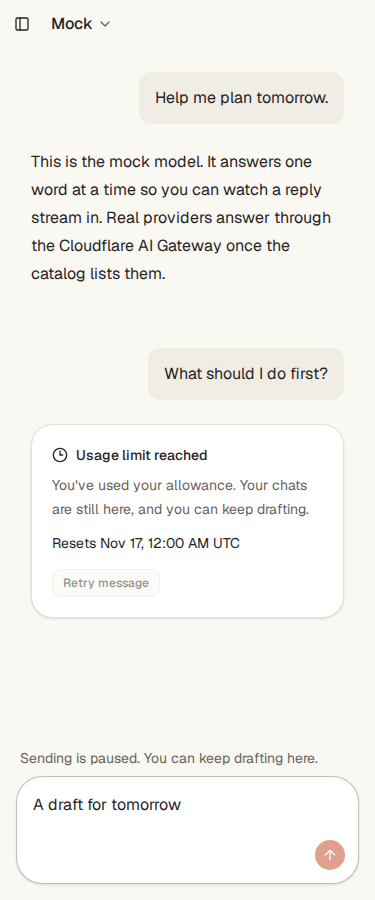 Mock
Help me plan tomorrow.
This is the mock model. It answers one
word at a time so you can watch a reply
stream in. Real providers answer through
the Cloudflare AI Gateway once the
catalog lists them.
What should I do first?
Usage limit reached
You've used your allowance. Your chats
are still here, and you can keep drafting.
Resets Nov 17, 12:00 AM UTC
Retry message
Sending is paused. You can keep drafting here.
A draft for tomorrow